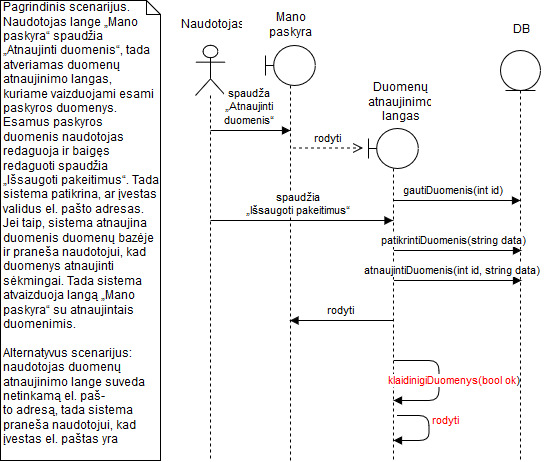 Pagrindinis scenarijus.
Naudotojas lange „Mano
paskyra“ spaudžia
„Atnaujinti duomenis“, tada
atveriamas duomenų
atnaujinimo langas,
kuriame vaizduojami esami
paskyros duomenys.
Esamus paskyros
duomenis naudotojas
redaguoja ir baigęs
redaguoti spaudžia
„Išsaugoti pakeitimus“. Tada
sistema patikrina, ar įvestas
validus el. pašto adresas.
Jei taip, sistema atnaujina
duomenis duomenų bazėje
ir praneša naudotojui, kad
duomenys atnaujinti
sėkmingai. Tada sistema
atvaizduoja langą „Mano
paskyra“ su atnaujintais
duomenimis.
Alternatyvus scenarijus:
naudotojas duomenų
atnaujinimo lange suveda
netinkamą el. paš-
to adresą, tada sistema
praneša naudotojui, kad
įvestas el. paštas yra
Naudotojas
Mano
paskyra
DB
Duomenų
atnaujinimo
langas
spaudža
„Atnaujinti
duomenis“
rodyti
gautiDuomenis(int id)
spaudžia
„Išsaugoti pakeitimus“
patikrintiDuomenis(string data)
atnaujintiDuomenis(int id, string data)
rodyti
klaidinigiDuomenys(bool ok)
rodyti